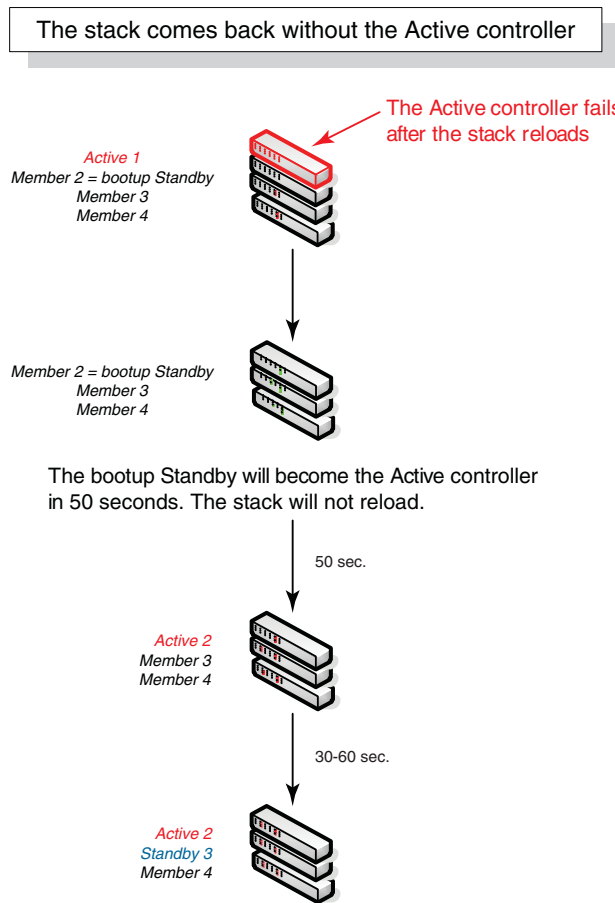 The stack comes back without the Active controller
The Active controller fails
after the stack reloads
Active 1
Member 2 = bootup Standby
Member 3
Member 4
Member 2 = bootup Standby
Member 3
Member 4
The bootup Standby will become the Active controller
in 50 seconds. The stack will not reload.
50 sec.
Active 2
Member 3
Member 4
30-60 sec.
Active 2
Standby 3
Member 4